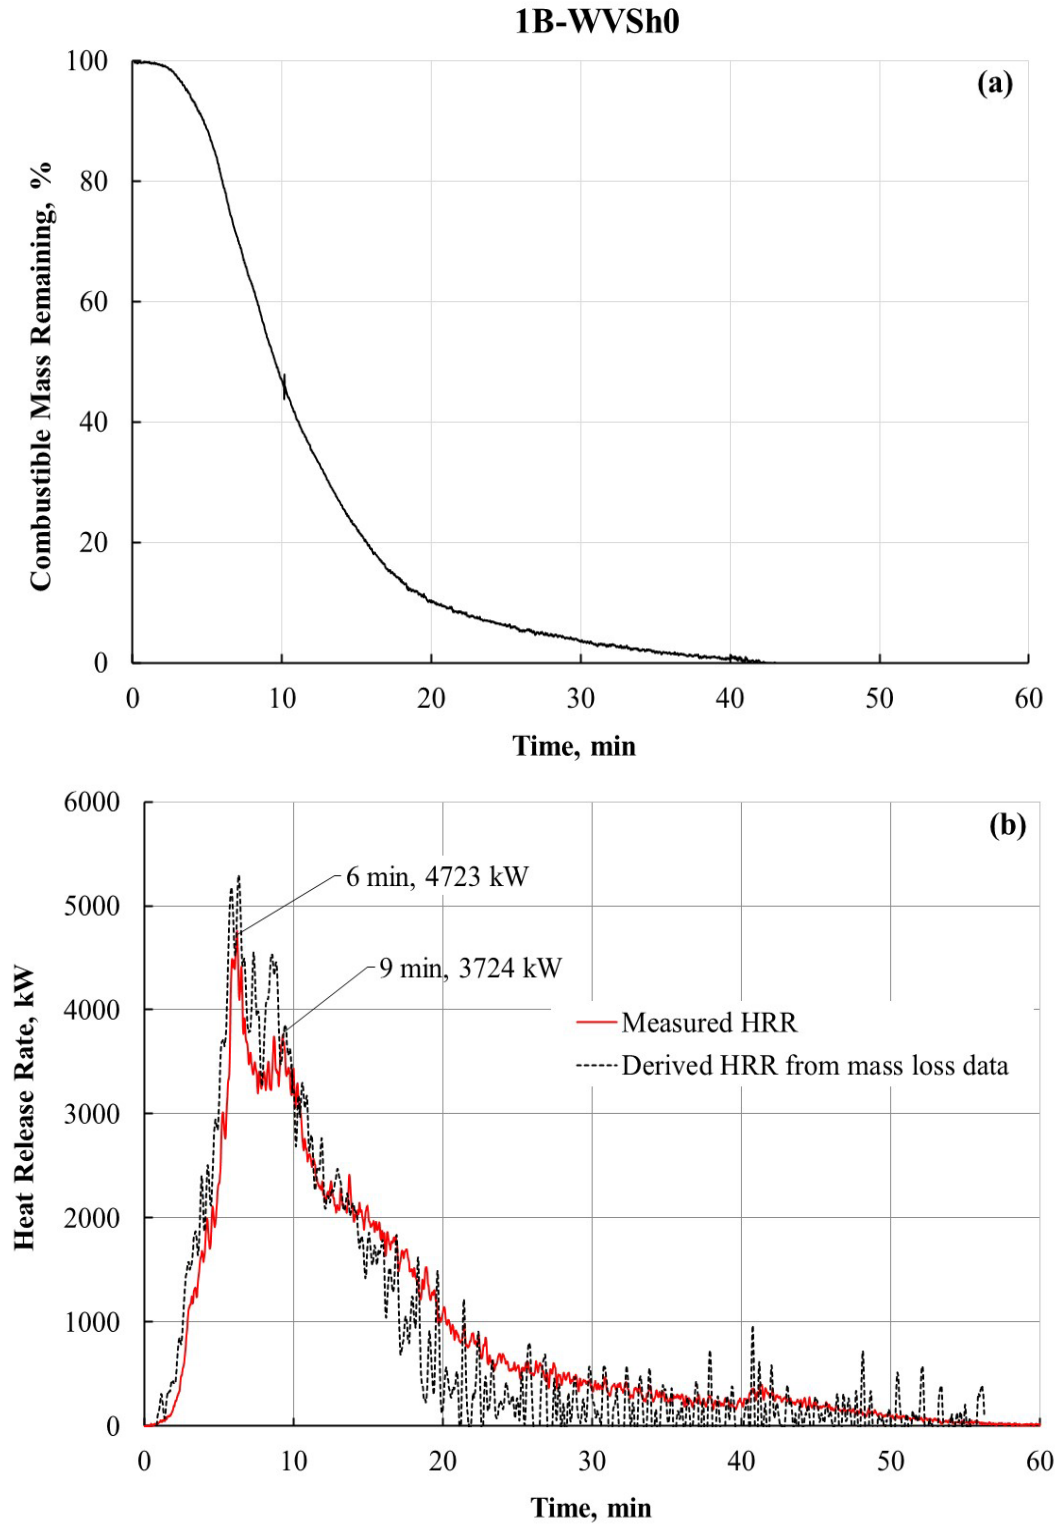 1B-WVSh0
(a)
100
80
60
40
20
0
Combustible Mass Remaining, %
0 10 20 30 40 50 60
Time, min
(b)
6000
5000
4000
3000
2000
1000
0
Heat Release Rate, kW
6 min, 4723 kW
9 min, 3724 kW
Measured HRR
Derived HRR from mass loss data
0 10 20 30 40 50 60
Time, min